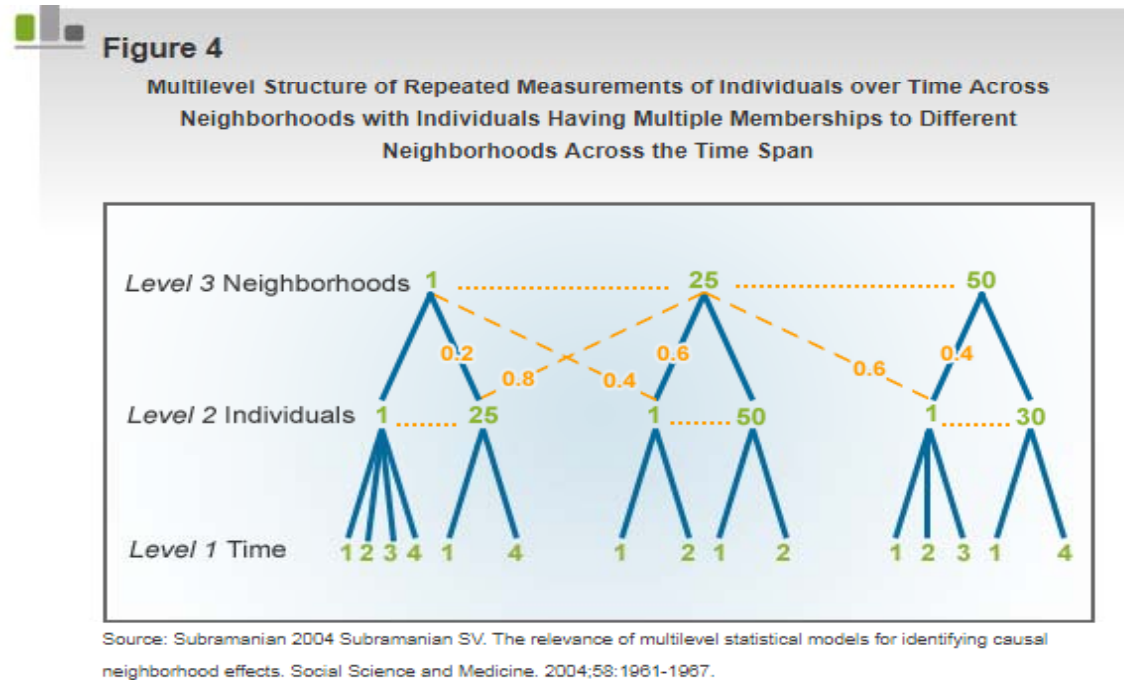 Figure 4
Multilevel Structure of Repeated Measurements of Individuals over Time Across
Neighborhoods with Individuals Having Multiple Memberships to Different
Neighborhoods Across the Time Span
Level 3 Neighborhoods 1 25 50
0.2 0.8 0.4 0.6 0.6 0.4
Level 2 Individuals 1 25 1 50 1 30
Level 1 Time 1 2 3 4 1 4 1 2 1 2 1 2 3 1 4
Source: Subramanian 2004 Subramanian SV. The relevance of multilevel statistical models for identifying causal
neighborhood effects. Social Science and Medicine. 2004;58:1961-1967.